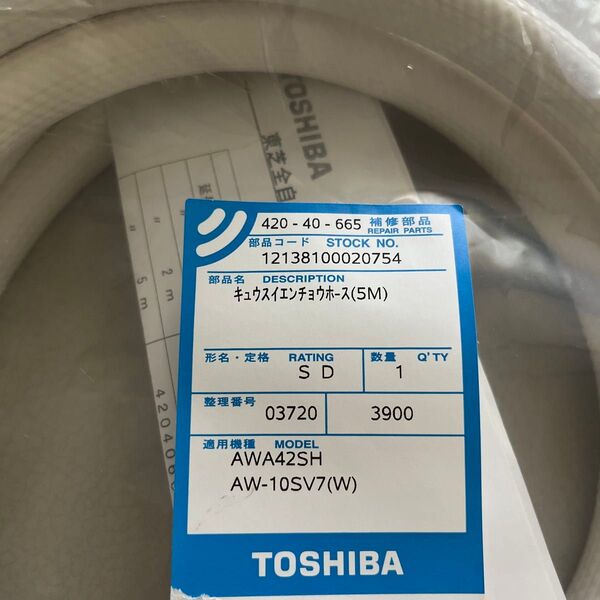 TOSHIBA
東芝全自
2m
5m
420-40-665 補修部品
REPAIR PARTS
部品コード STOCK NO.
12138100020754
部品名 DESCRIPTION
ｷｭｳｽｲｴﾝﾁｮｳﾎｰｽ(5M)
形名・定格 RATING 数量 Q'TY
S D 1
整理番号 03720 3900
適用機種 MODEL
AWA42SH
AW-10SV7(W)
TOSHIBA